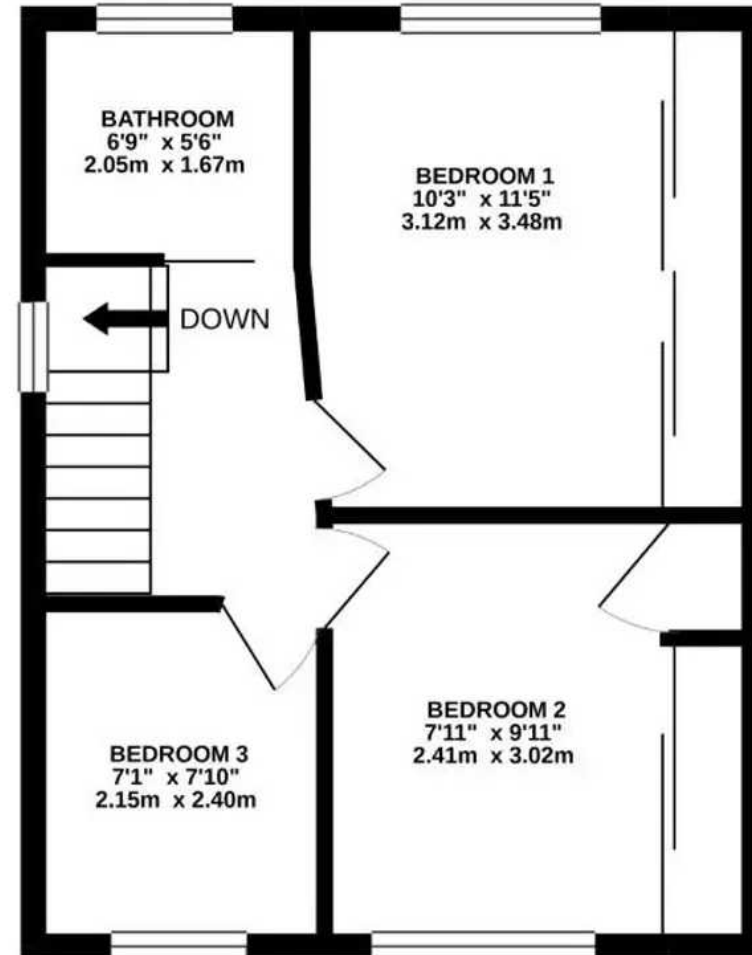 BATHROOM
6'9" x 5'6"
2.05m x 1.67m
BEDROOM 1
10'3" x 11'5"
3.12m x 3.48m
DOWN
BEDROOM 2
7'11" x 9'11"
2.41m x 3.02m
BEDROOM 3
7'1" x 7'10"
2.15m x 2.40m